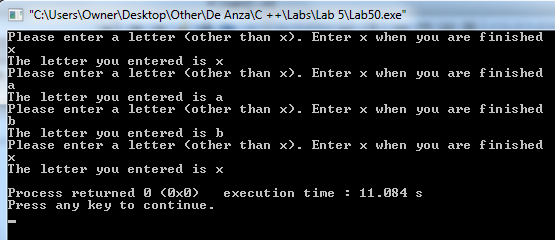 "C:\Users\Owner\Desktop\Other\De Anza\C ++\Labs\Lab 5\Lab50.exe"
Please enter a letter (other than x). Enter x when you are finished
x
The letter you entered is x
Please enter a letter (other than x). Enter x when you are finished
a
The letter you entered is a
Please enter a letter (other than x). Enter x when you are finished
b
The letter you entered is b
Please enter a letter (other than x). Enter x when you are finished
x
The letter you entered is x
Process returned 0 (0x0)   execution time : 11.084 s
Press any key to continue.